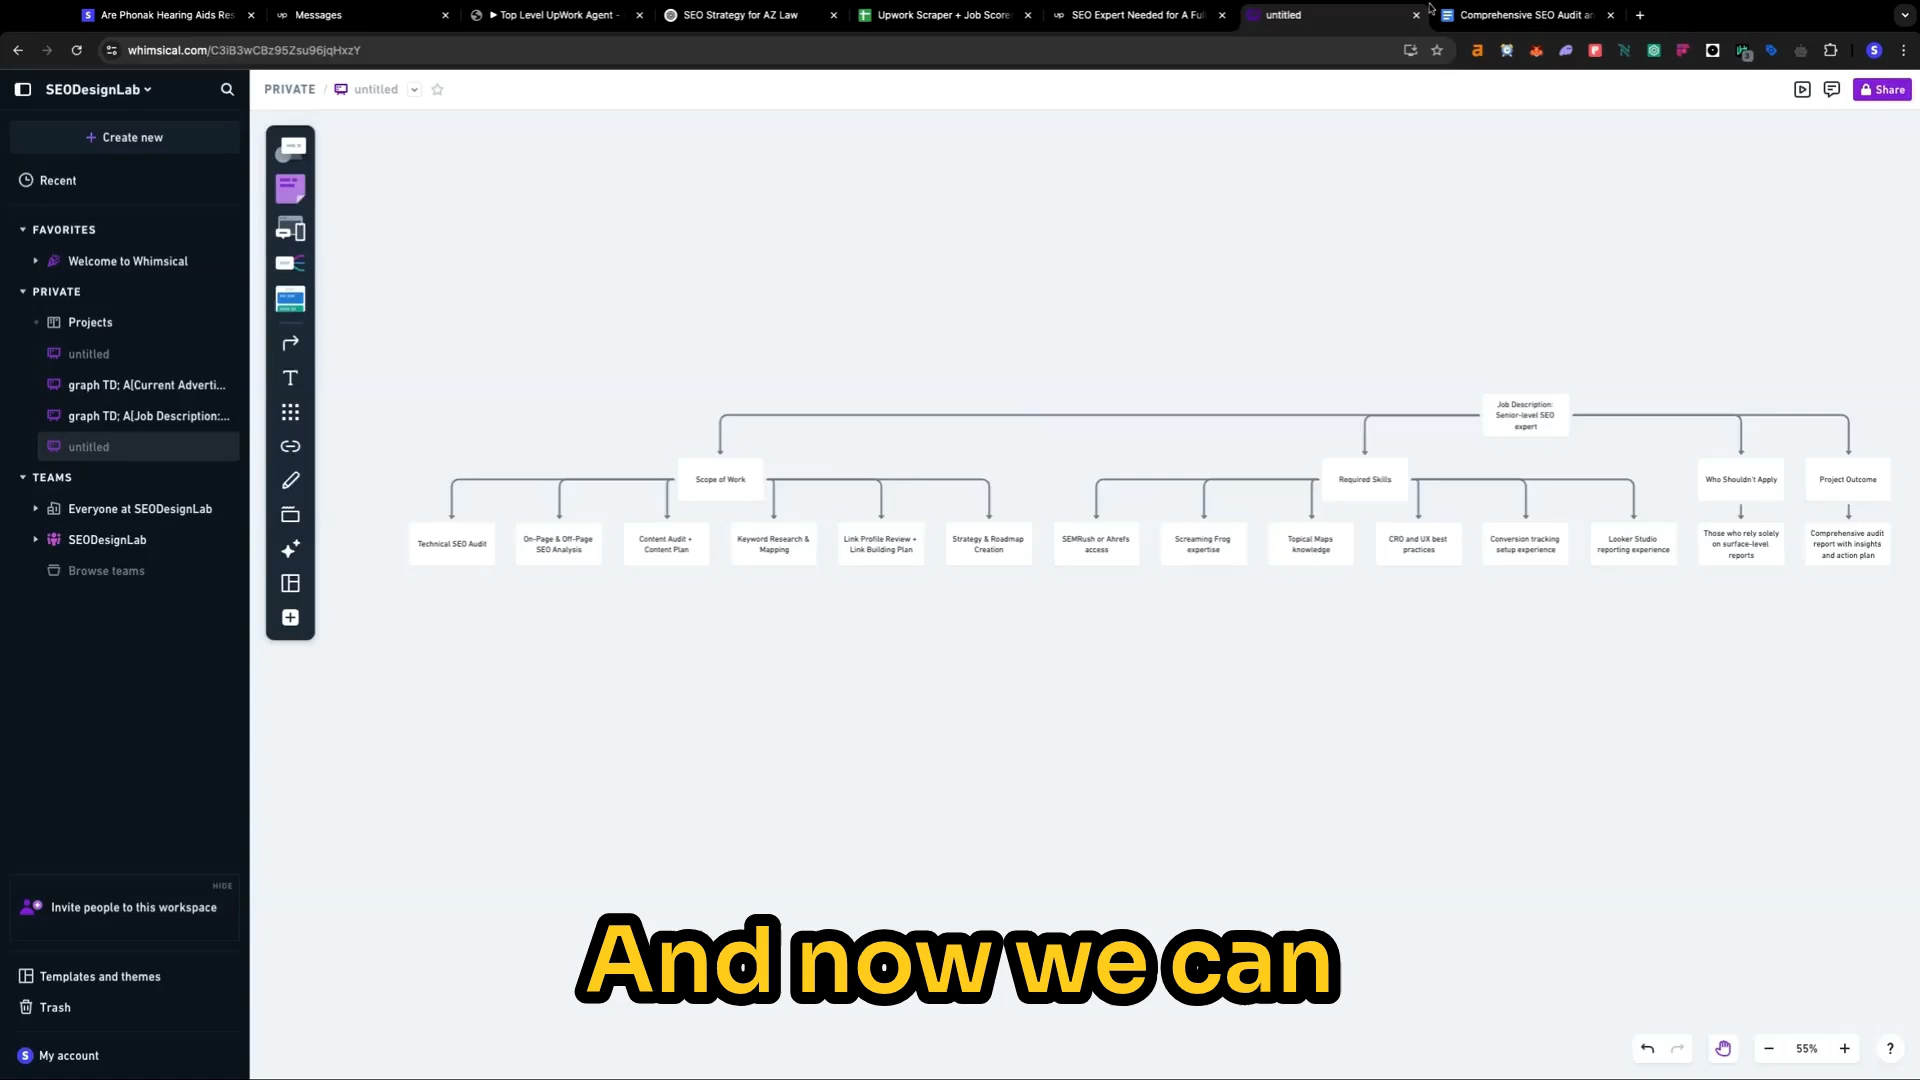 Are Phonak Hearing Aids Res
Messages
► Top Level UpWork Agent -
SEO Strategy for AZ Law
Upwork Scraper + Job Score
SEO Expert Needed for A Ful
untitled
Comprehensive SEO Audit an
whimsical.com/C3iB3wCBz95Zsu96jqHxzY
SEODesignLab
PRIVATE / untitled
Share
+ Create new
Recent
FAVORITES
Welcome to Whimsical
PRIVATE
Projects
untitled
graph TD; A[Current Adverti...
graph TD; A[Job Description:...
untitled
TEAMS
Everyone at SEODesignLab
SEODesignLab
Browse teams
HIDE
Invite people to this workspace
Templates and themes
Trash
S My account
Job Description:
Senior-level SEO
expert
Scope of Work
Required Skills
Who Shouldn't Apply
Project Outcome
Technical SEO Audit
On-Page & Off-Page
SEO Analysis
Content Audit +
Content Plan
Keyword Research &
Mapping
Link Profile Review +
Link Building Plan
Strategy & Roadmap
Creation
SEMRush or Ahrefs
access
Screaming Frog
expertise
Topical Maps
knowledge
CRO and UX best
practices
Conversion tracking
setup experience
Looker Studio
reporting experience
Those who rely solely
on surface-level
reports
Comprehensive audit
report with insights
and action plan
And now we can
55%
?